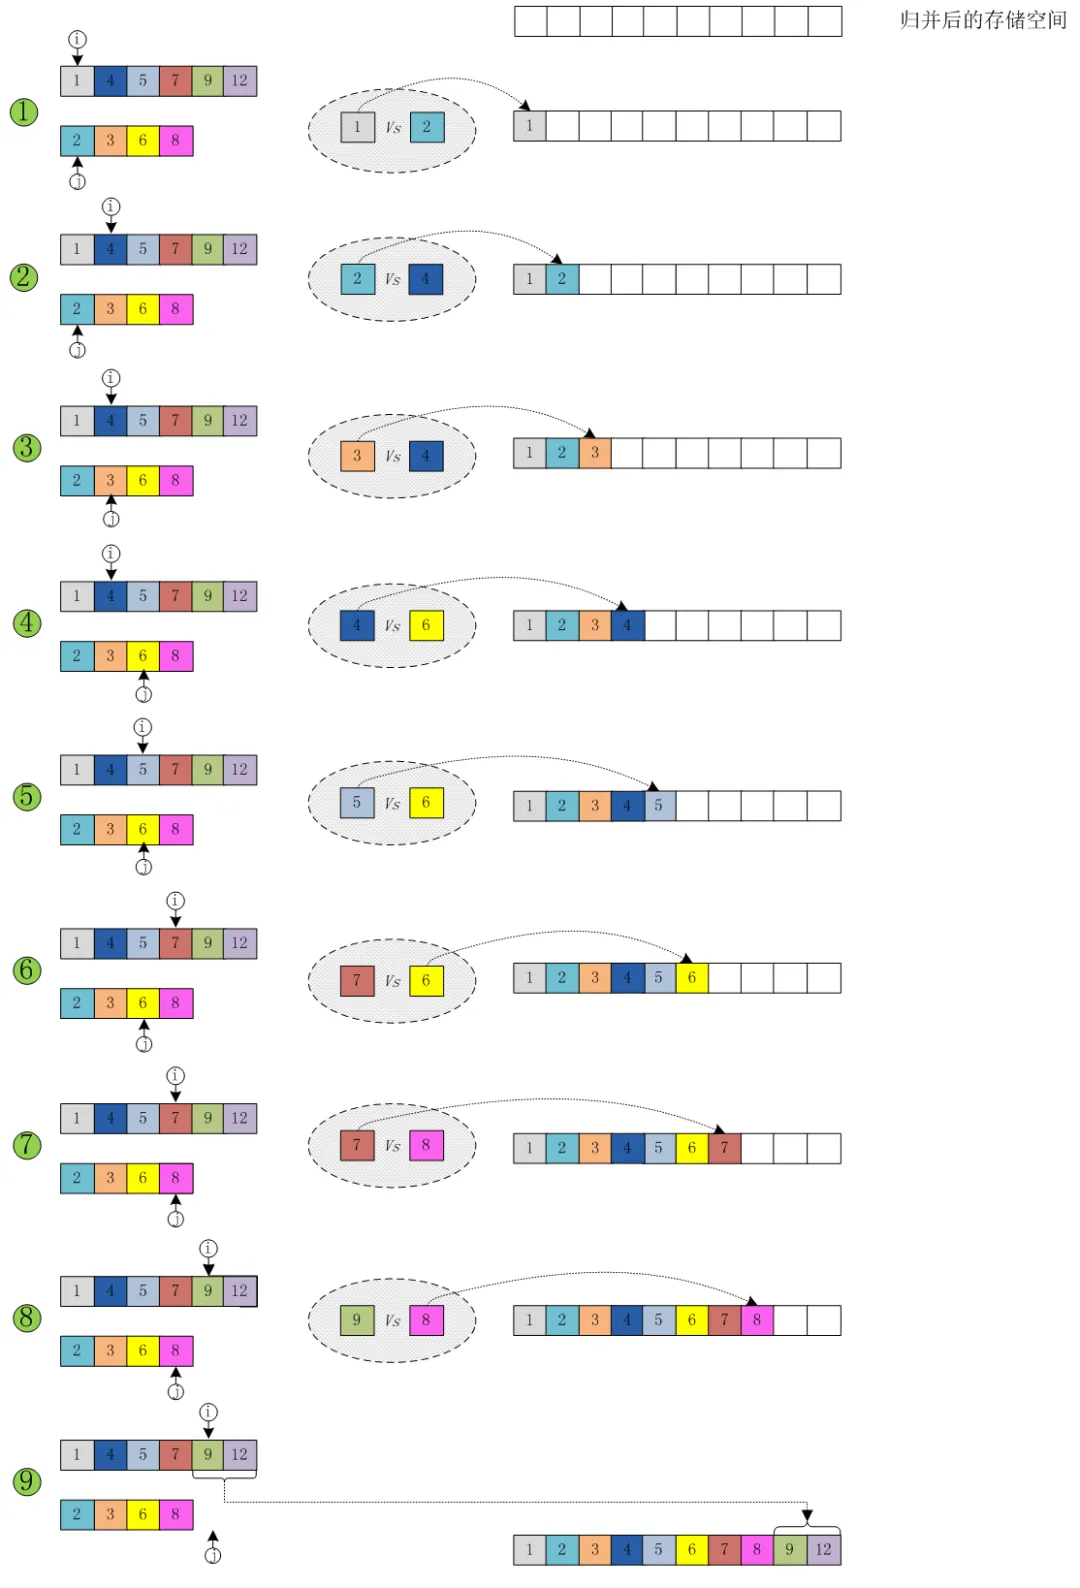 归并后的存储空间
i
1 4 5 7 9 12
1
1 Vs 2
1
2 3 6 8
j
i
1 4 5 7 9 12
2
2 Vs 4
1 2
2 3 6 8
j
i
1 4 5 7 9 12
3
3 Vs 4
1 2 3
2 3 6 8
j
i
1 4 5 7 9 12
4
4 Vs 6
1 2 3 4
2 3 6 8
j
i
1 4 5 7 9 12
5
5 Vs 6
1 2 3 4 5
2 3 6 8
j
i
1 4 5 7 9 12
6
7 Vs 6
1 2 3 4 5 6
2 3 6 8
j
i
1 4 5 7 9 12
7
7 Vs 8
1 2 3 4 5 6 7
2 3 6 8
j
i
1 4 5 7 9 12
8
9 Vs 8
1 2 3 4 5 6 7 8
2 3 6 8
j
i
1 4 5 7 9 12
9
2 3 6 8
j
1 2 3 4 5 6 7 8 9 12